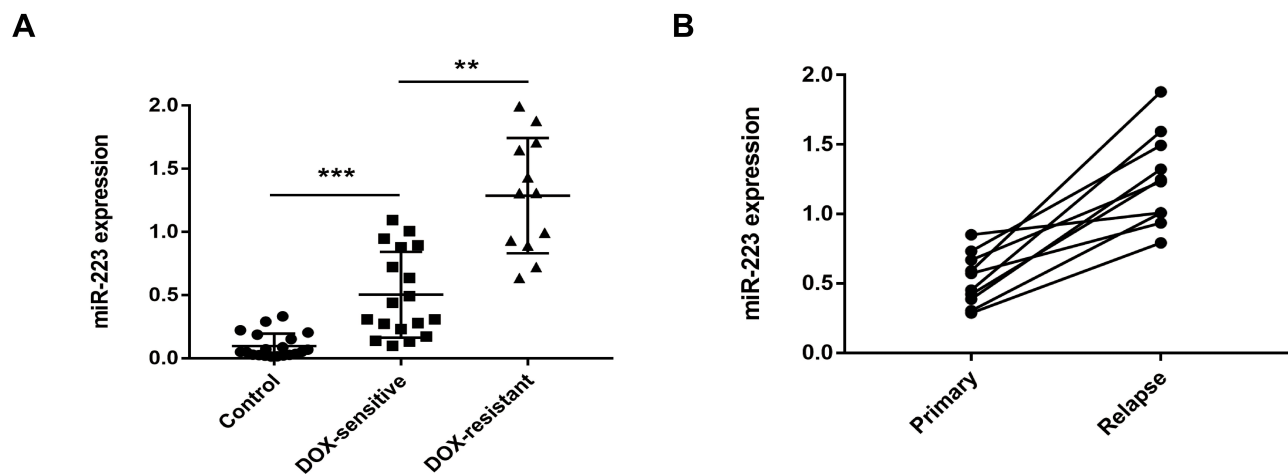 A
miR-223 expression
2.0
1.5
1.0
0.5
0.0
***
**
Control
DOX-sensitive
DOX-resistant
B
miR-223 expression
2.0
1.5
1.0
0.5
0.0
Primary
Relapse